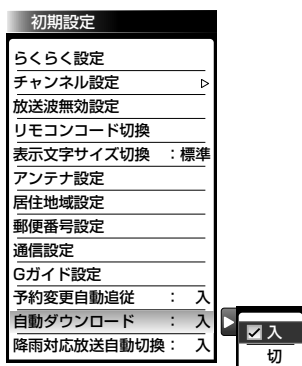 初期設定
らくらく設定
チャンネル設定 ▷
放送波無効設定
リモコンコード切換
表示文字サイズ切換 : 標準
アンテナ設定
居住地域設定
郵便番号設定
通信設定
Gガイド設定
予約変更自動追従 : 入
自動ダウンロード : 入
降雨対応放送自動切換 : 入
入
切